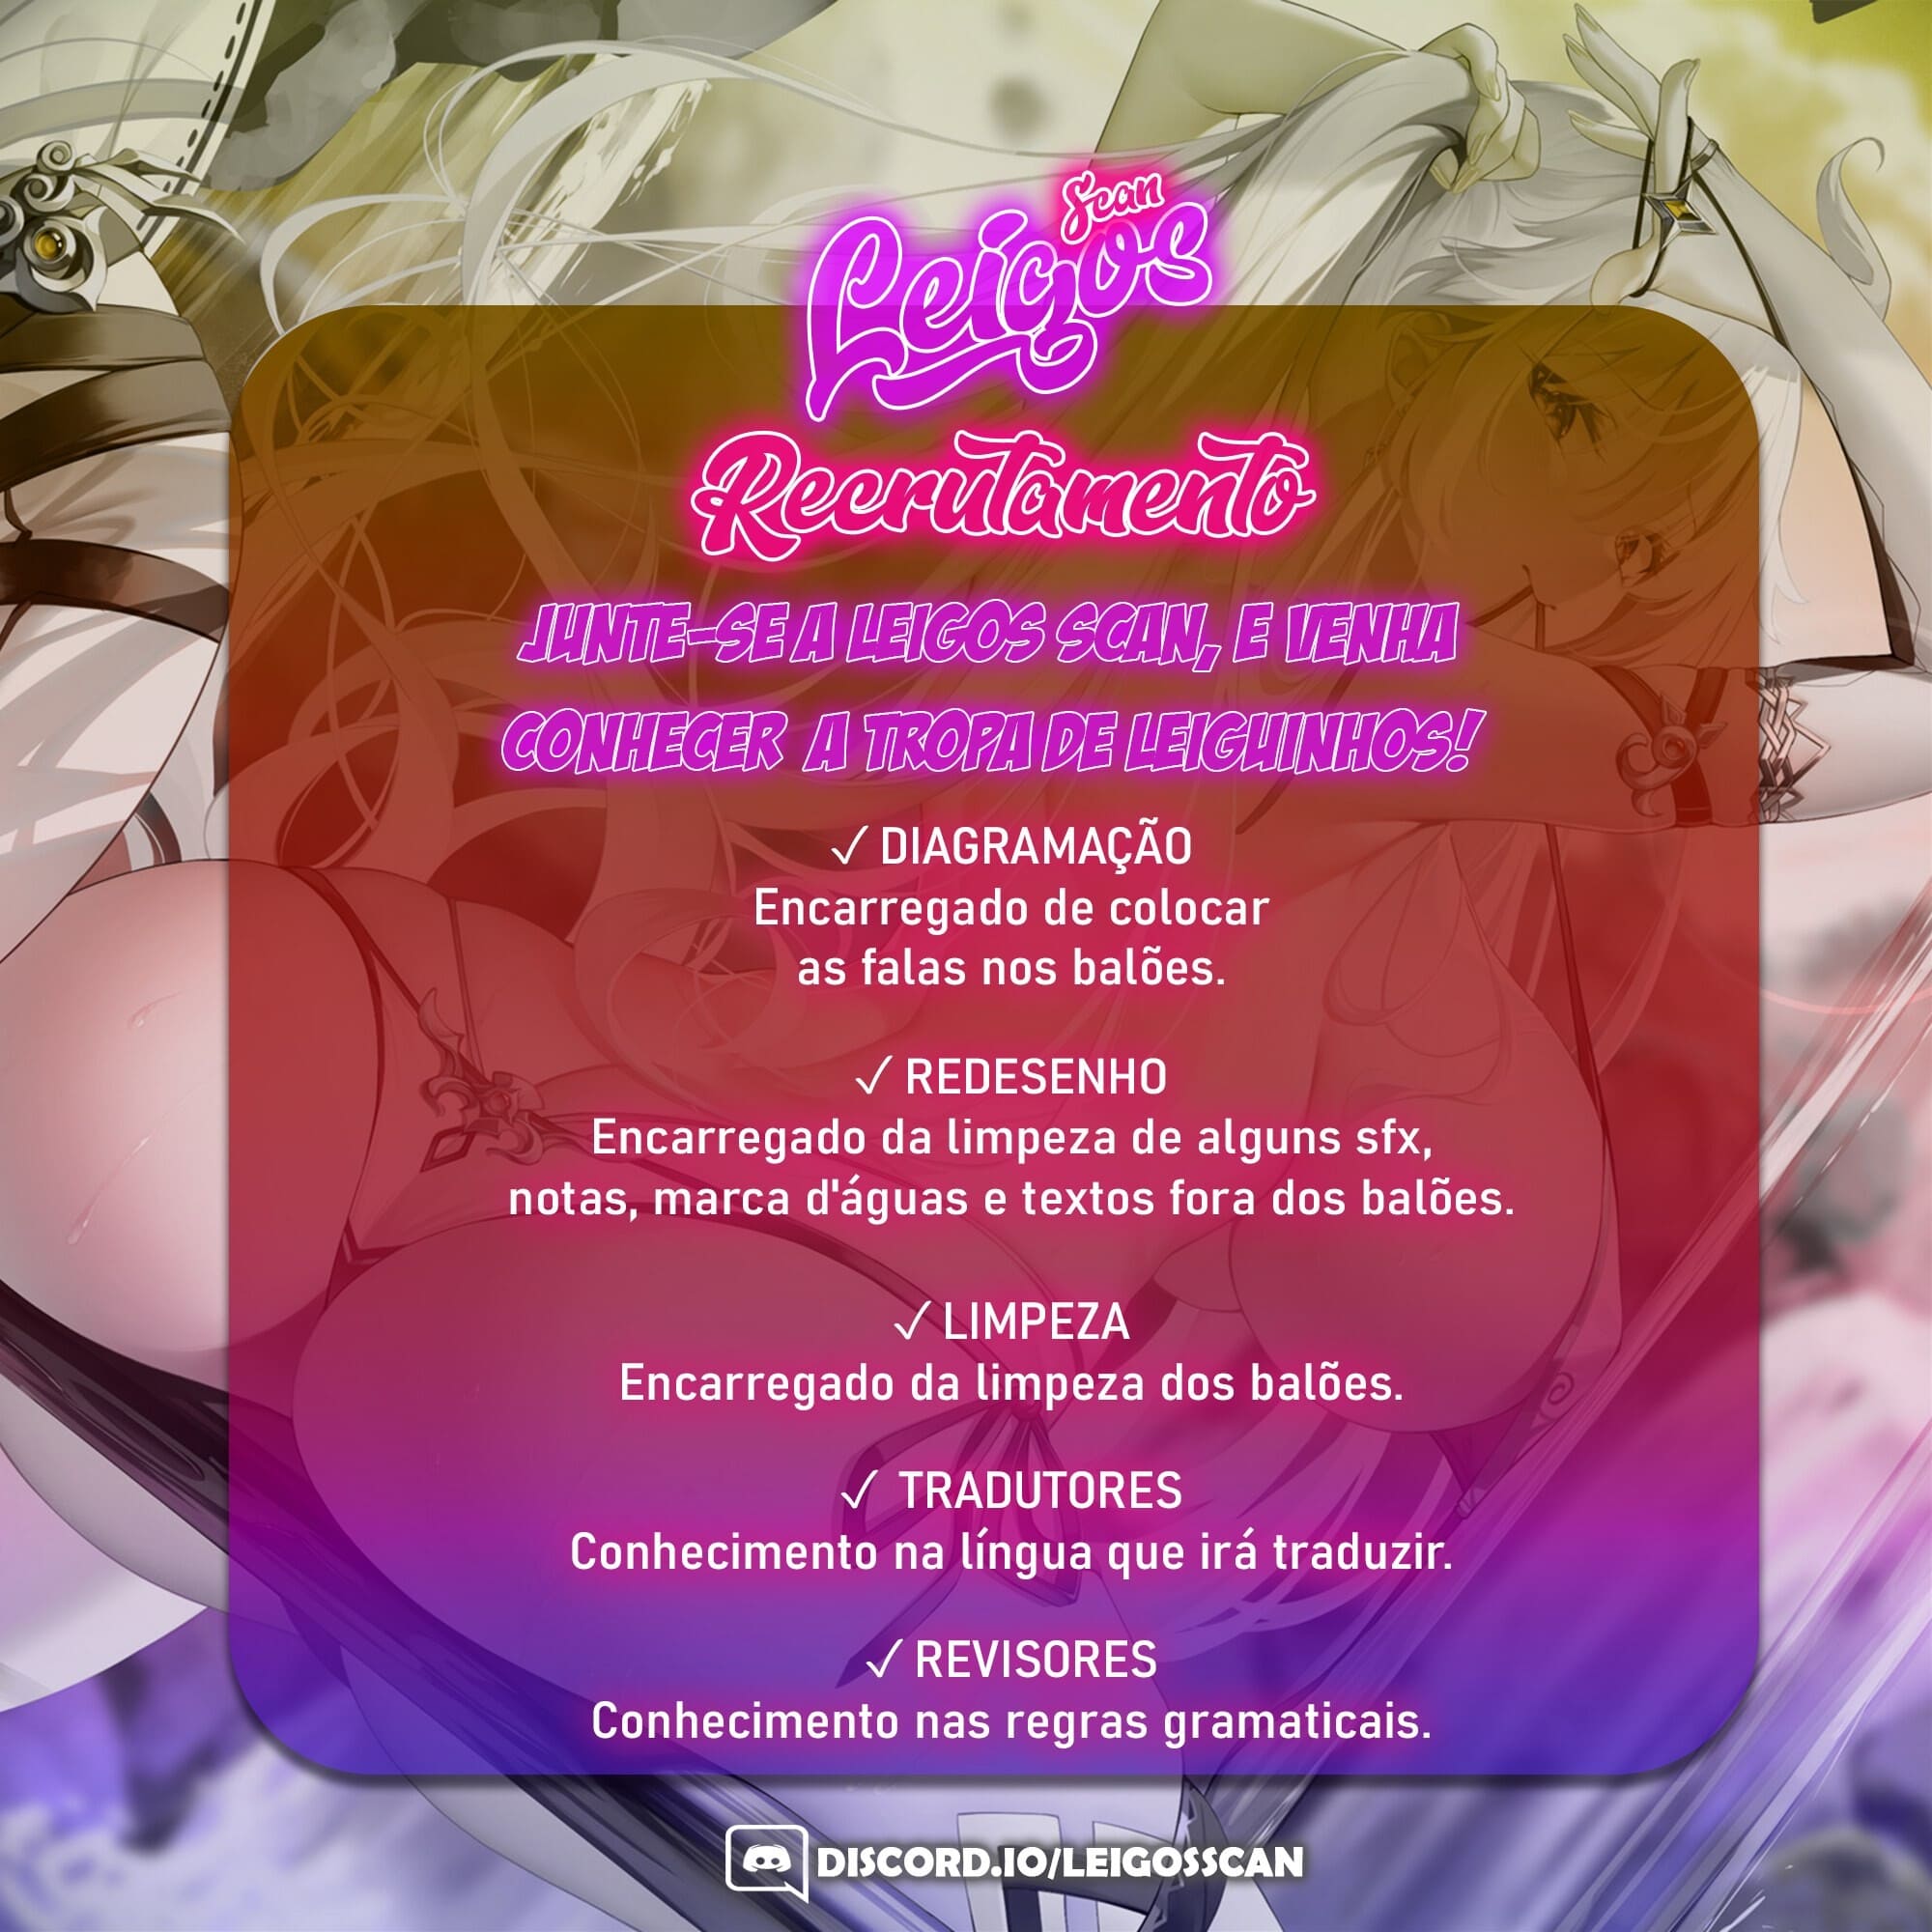 Scan
Leigos
Recrutamento
JUNTE-SE A LEIGOS SCAN, E VENHA
CONHECER A TROPA DE LEIGUINHOS!
✓ DIAGRAMAÇÃO
Encarregado de colocar
as falas nos balões.
✓ REDESENHO
Encarregado da limpeza de alguns sfx,
notas, marca d'águas e textos fora dos balões.
✓ LIMPEZA
Encarregado da limpeza dos balões.
✓ TRADUTORES
Conhecimento na língua que irá traduzir.
✓ REVISORES
Conhecimento nas regras gramaticais.
DISCORD.IO/LEIGOSSCAN